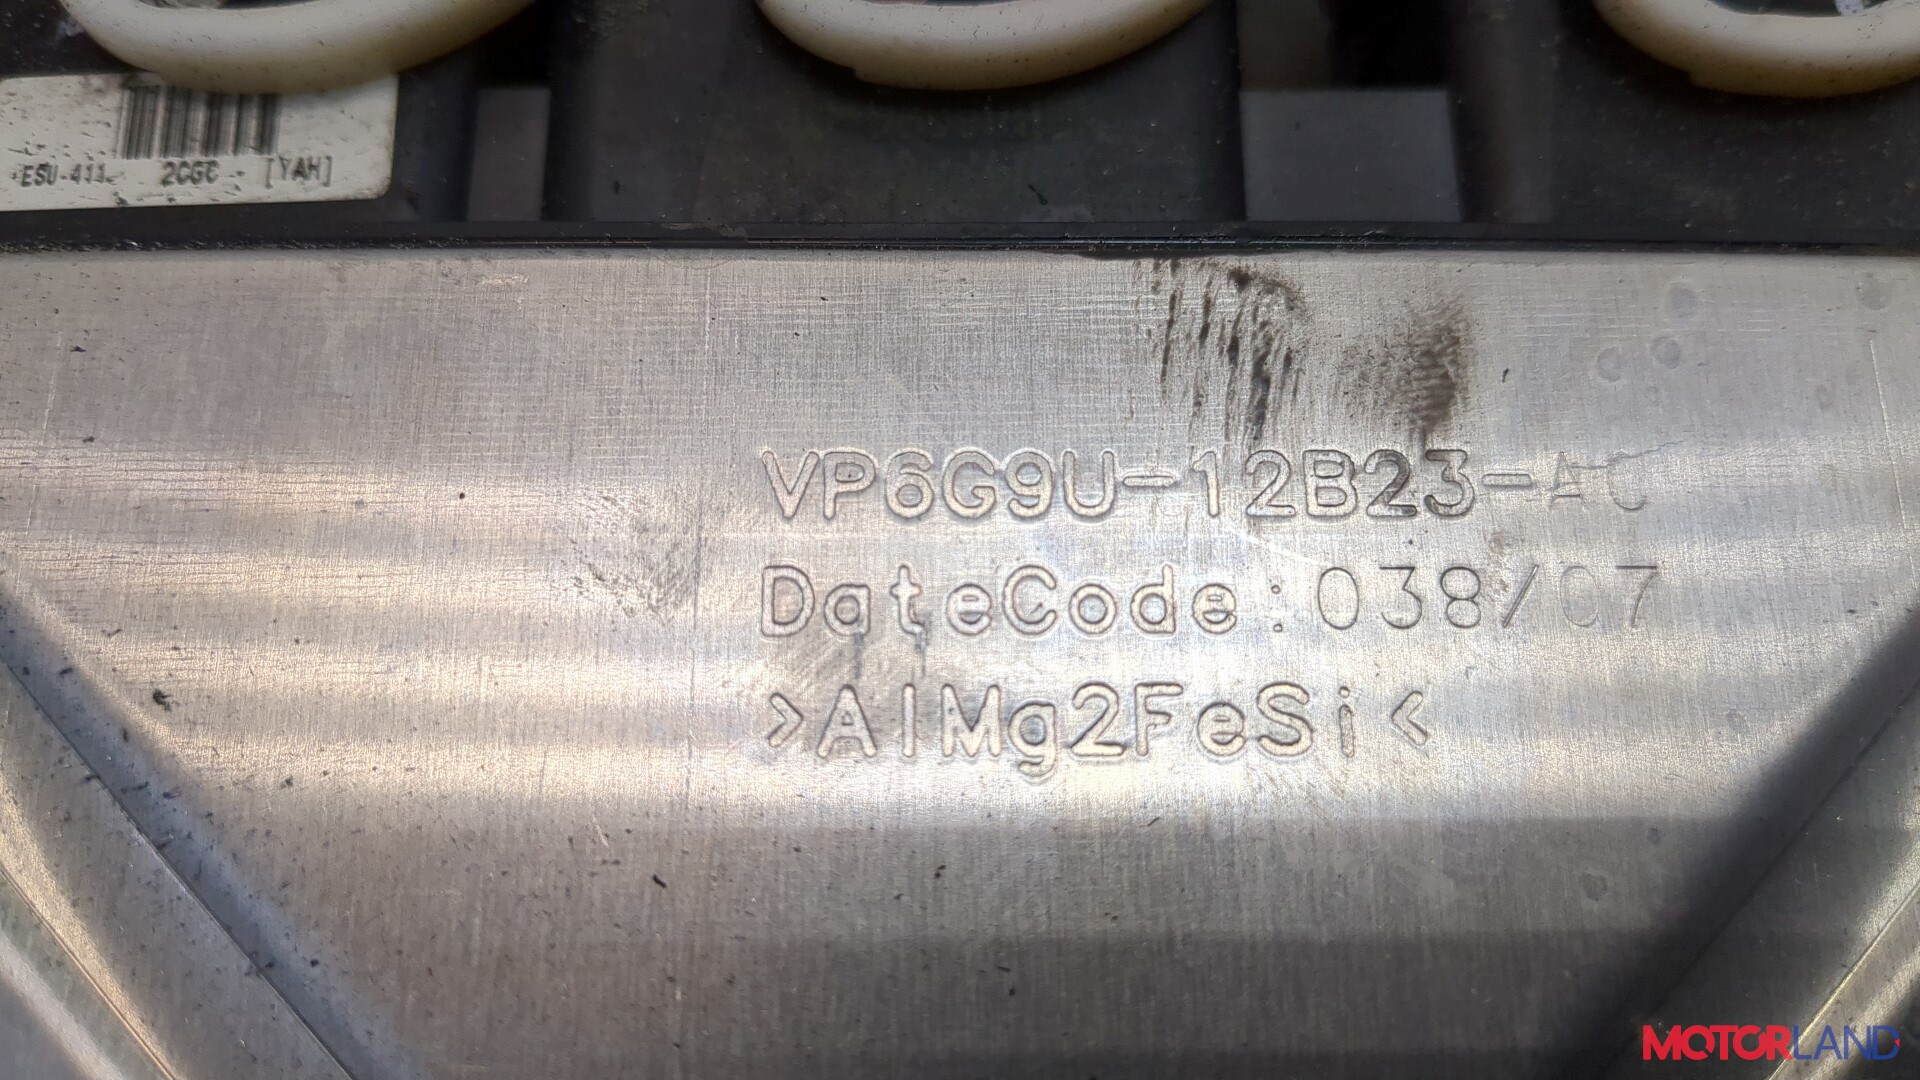 ESU-411 2CGC - [YAH]
VP6G9U-12B23-AC
DateCode:038/07
>AlMg2FeSi<
MOTORLAND